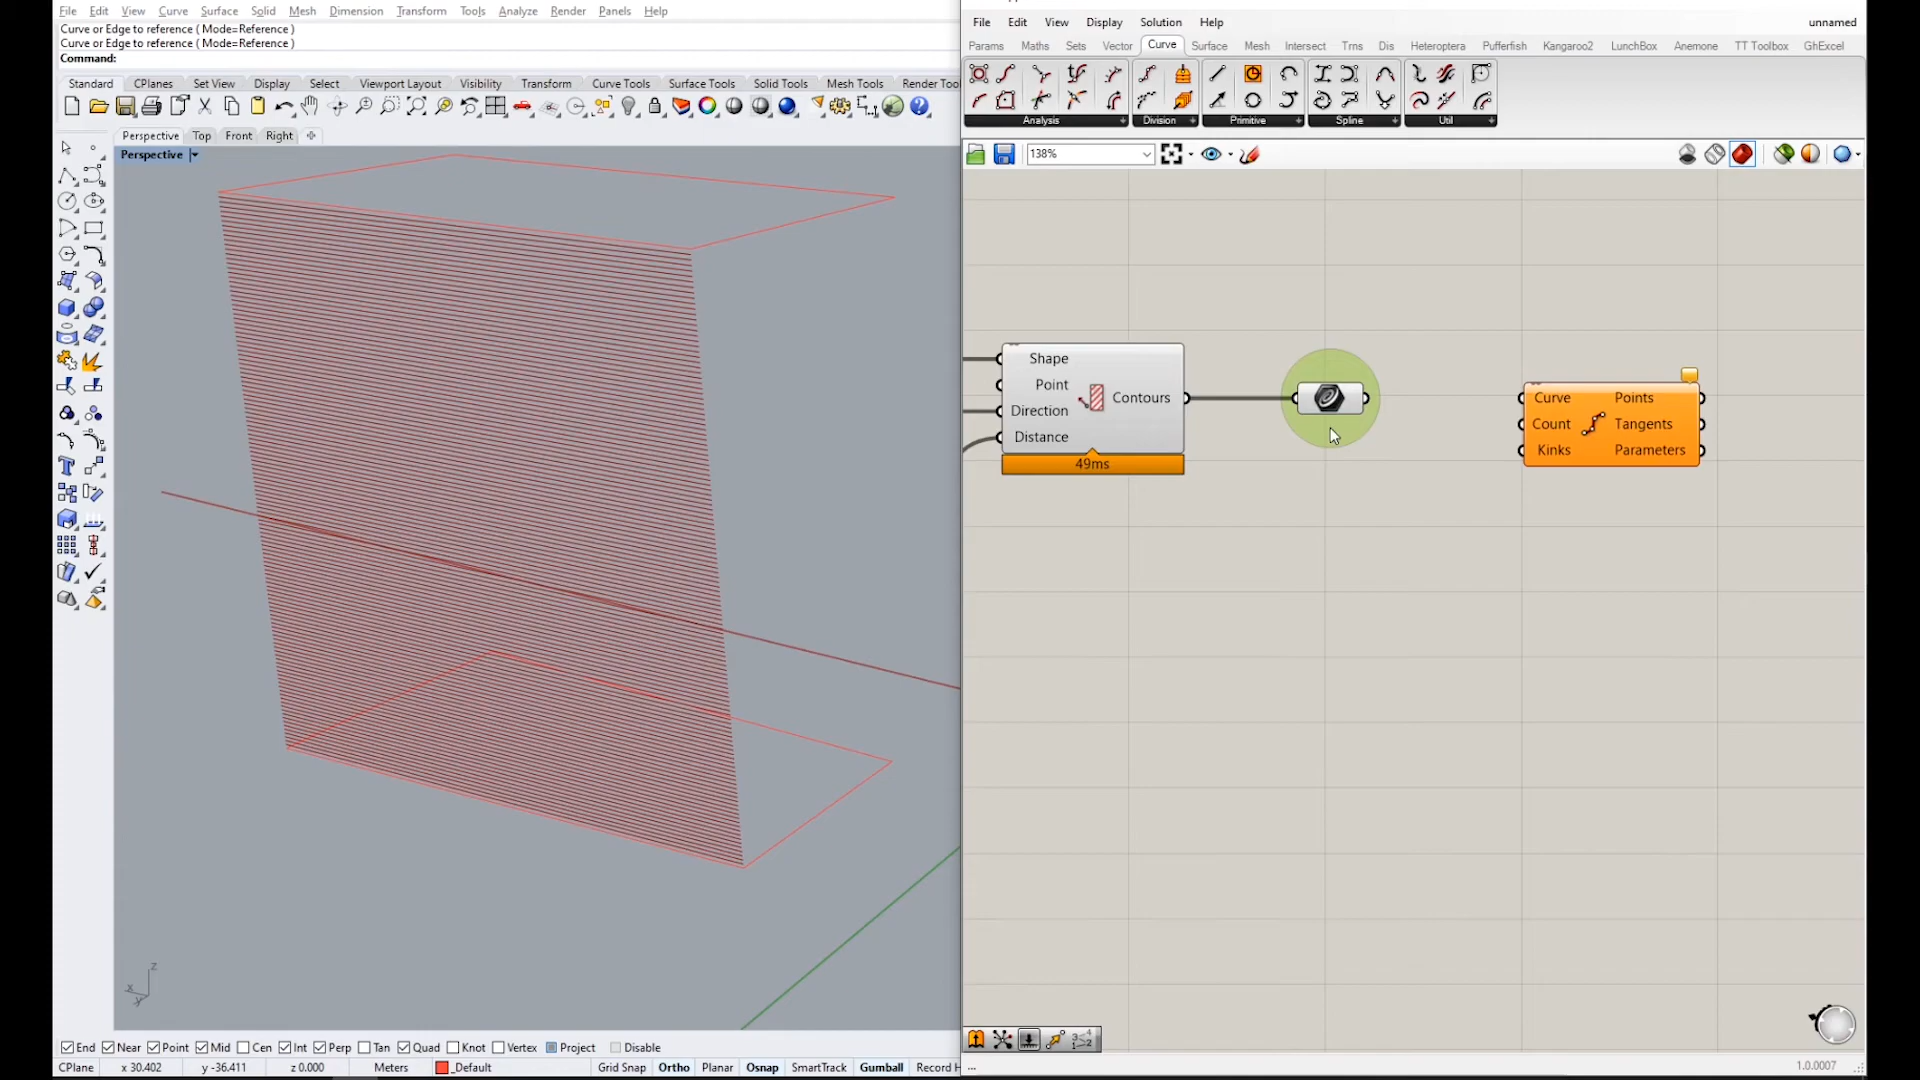 File Edit View Curve Surface Solid Mesh Dimension Transform Tools Analyze Render Panels Help
Curve or Edge to reference ( Mode=Reference )
Curve or Edge to reference ( Mode=Reference )
Command:
Standard CPlanes Set View Display Select Viewport Layout Visibility Transform Curve Tools Surface Tools Solid Tools Mesh Tools Render Too
Perspective Top Front Right
Perspective
z
x
y
End Near Point Mid Cen Int Perp Tan Quad Knot Vertex Project Disable
CPlane x 30.402 y -36.411 z 0.000 Meters _Default Grid Snap Ortho Planar Osnap SmartTrack Gumball Record H
File Edit View Display Solution Help unnamed
Params Maths Sets Vector Curve Surface Mesh Intersect Trns Dis Heteroptera Pufferfish Kangaroo2 LunchBox Anemone TT Toolbox GhExcel
Analysis Division Primitive Spline Util
138%
Shape
Point
Direction
Distance
Contours
49ms
Curve Points
Count Tangents
Kinks Parameters
... 1.0.0007